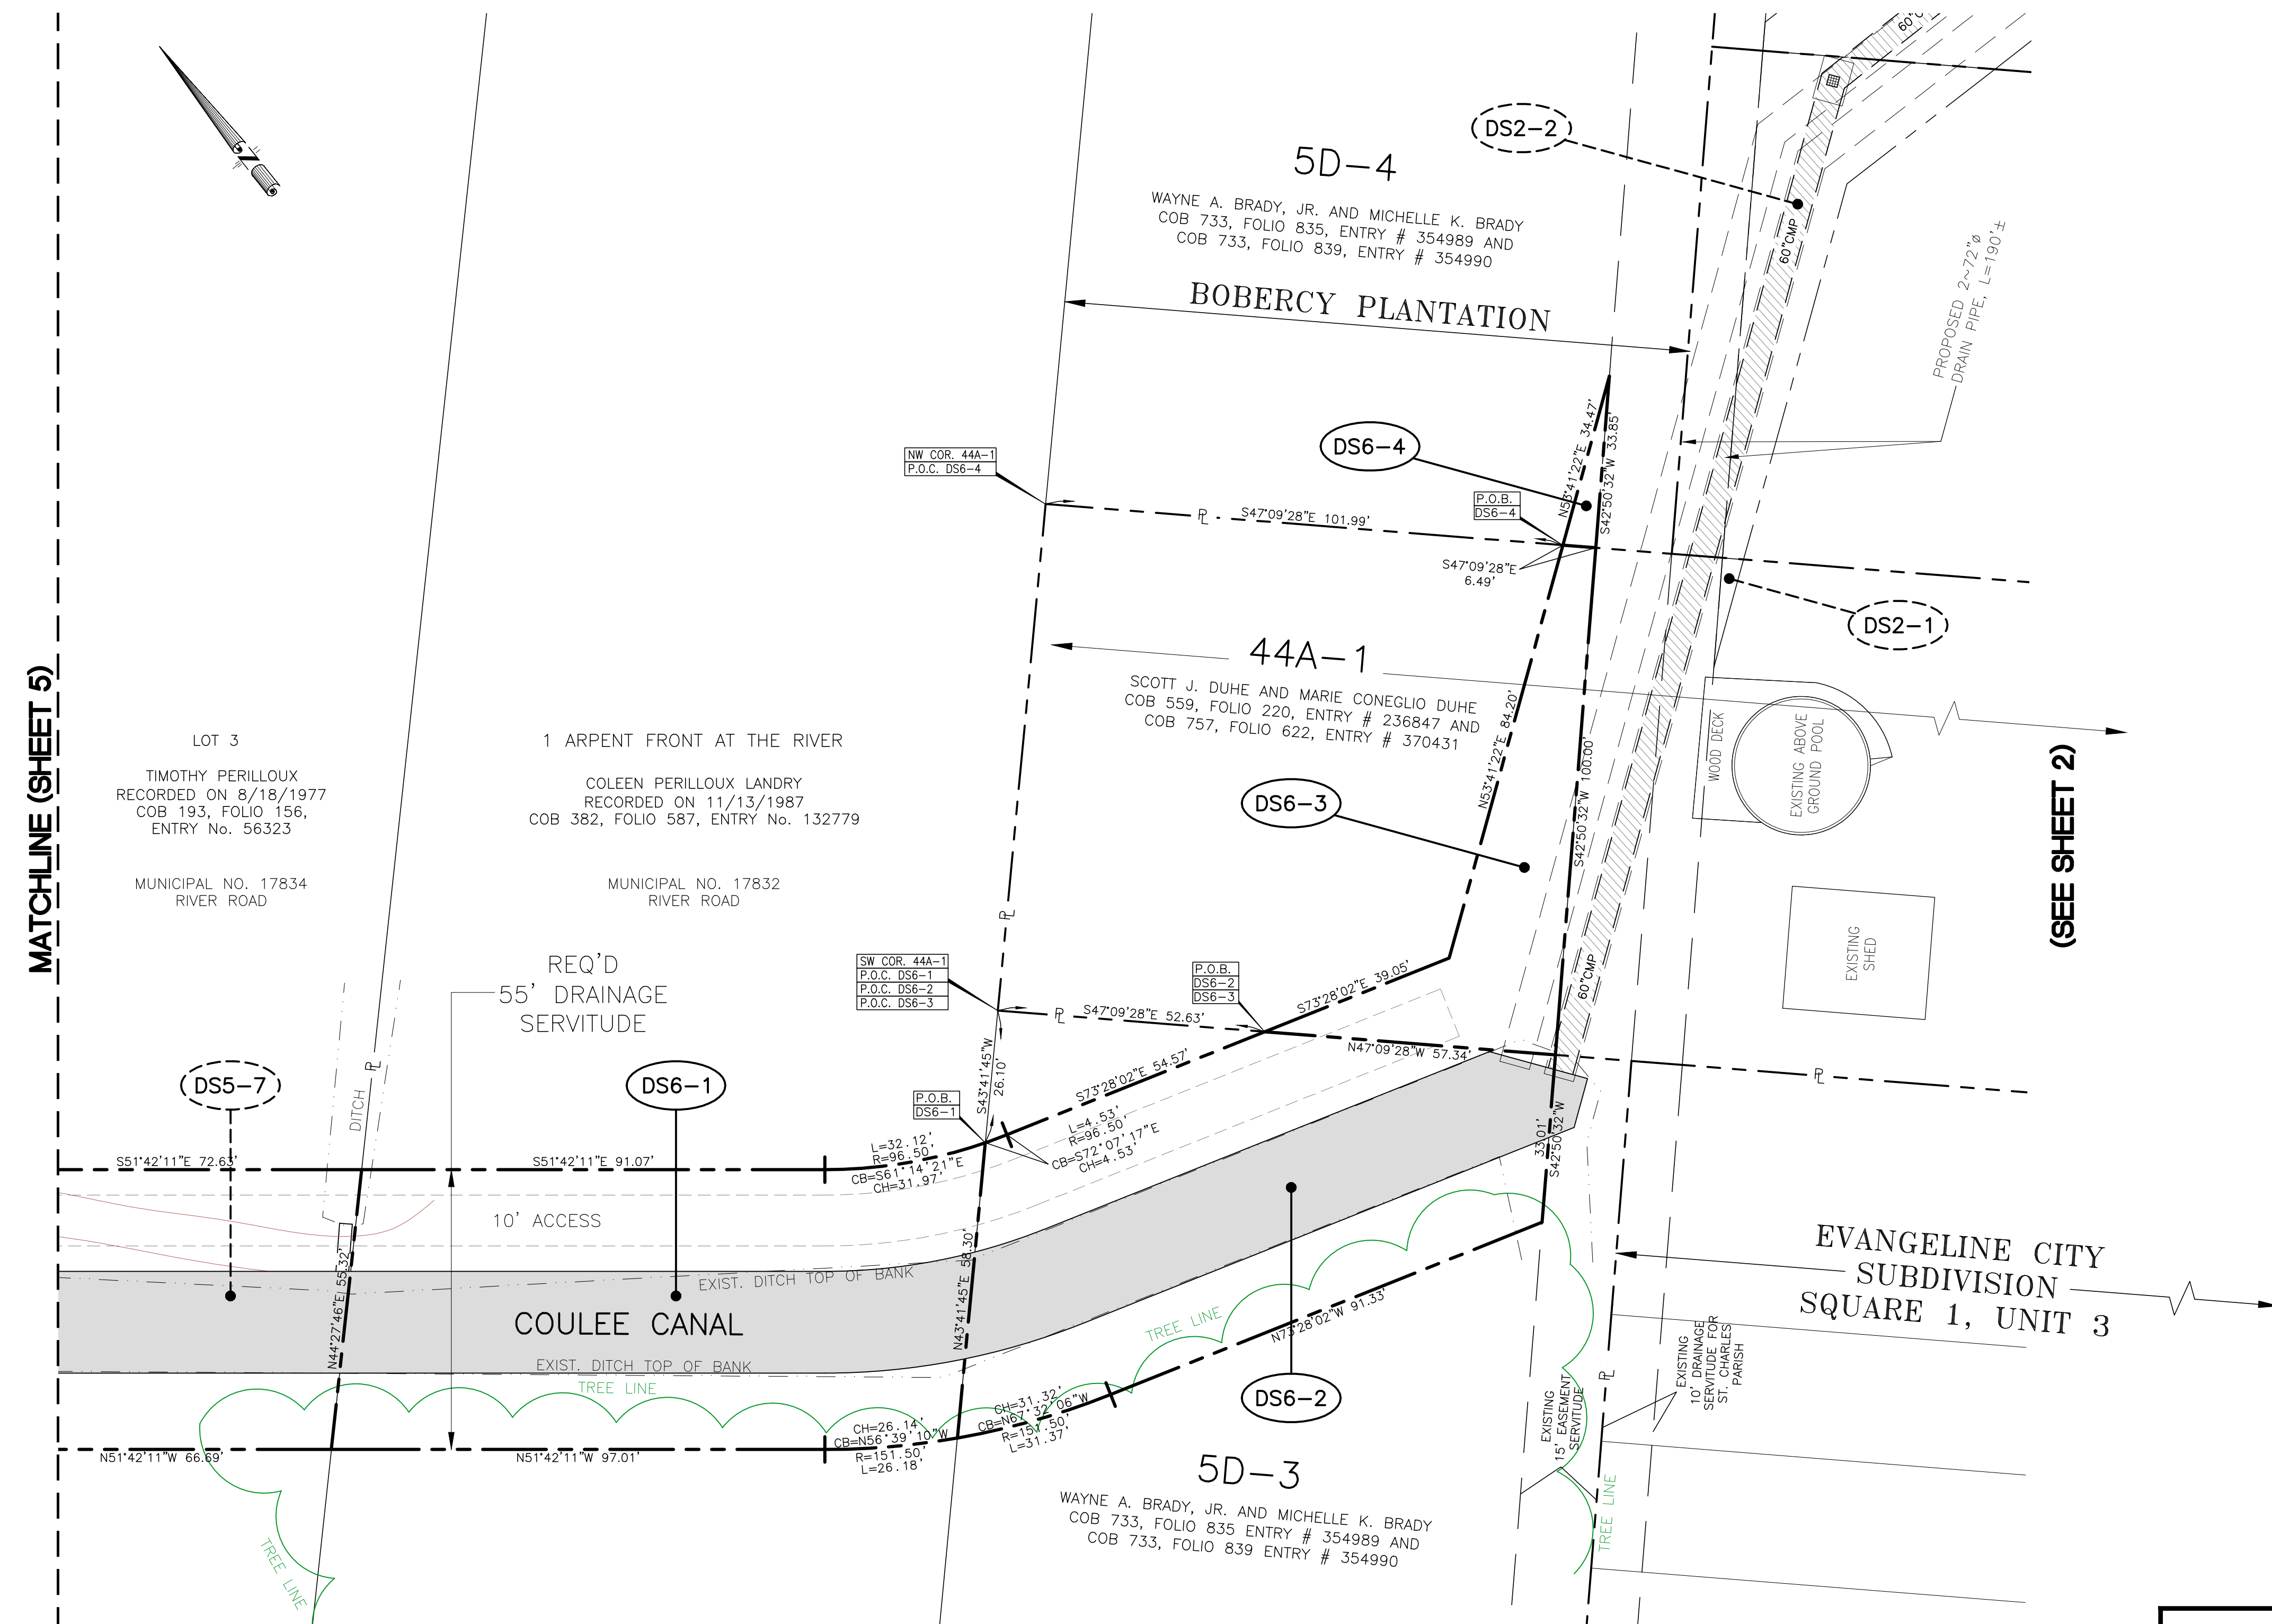 60"C
DS2-2
5D-4
WAYNE A. BRADY, JR. AND MICHELLE K. BRADY
COB 733, FOLIO 835, ENTRY # 354989 AND
COB 733, FOLIO 839, ENTRY # 354990
BOBERCY PLANTATION
60"CMP
PROPOSED 2~72"ø
DRAIN PIPE, L=190'±
DS6-4
N53°41'22"E 34.47'
S42°50'32"W 33.85'
NW COR. 44A-1
P.O.C. DS6-4
P.O.B.
DS6-4
S47°09'28"E 101.99'
S47°09'28"E
6.49'
DS2-1
44A-1
SCOTT J. DUHE AND MARIE CONEGLIO DUHE
COB 559, FOLIO 220, ENTRY # 236847 AND
COB 757, FOLIO 622, ENTRY # 370431
N53°41'22"E 84.20'
S42°50'32"W 100.00'
WOOD DECK
EXISTING ABOVE
GROUND POOL
MATCHLINE (SHEET 5)
(SEE SHEET 2)
LOT 3
TIMOTHY PERILLOUX
RECORDED ON 8/18/1977
COB 193, FOLIO 156,
ENTRY No. 56323
MUNICIPAL NO. 17834
RIVER ROAD
1 ARPENT FRONT AT THE RIVER
COLEEN PERILLOUX LANDRY
RECORDED ON 11/13/1987
COB 382, FOLIO 587, ENTRY No. 132779
MUNICIPAL NO. 17832
RIVER ROAD
DS6-3
EXISTING
SHED
60"CMP
REQ'D
55' DRAINAGE
SERVITUDE
SW COR. 44A-1
P.O.C. DS6-1
P.O.C. DS6-2
P.O.C. DS6-3
P.O.B.
DS6-2
DS6-3
S73°28'02"E 39.05'
S47°09'28"E 52.63'
N47°09'28"W 57.34'
DS5-7
DITCH
DS6-1
P.O.B.
DS6-1
S43°41'45"W
26.10'
S73°28'02"E 54.57'
L=4.53'
R=96.50'
CB=S72°07'17"E
CH=4.53'
L=32.12'
R=96.50'
CB=S61°14'21"E
CH=31.97'
S51°42'11"E 72.63'
S51°42'11"E 91.07'
33.01'
S42°50'32"W
10' ACCESS
N44°27'46"E 55.32'
N43°41'45"E 58.30'
EXIST. DITCH TOP OF BANK
COULEE CANAL
EXIST. DITCH TOP OF BANK
TREE LINE
TREE LINE
N73°28'02"W 91.33'
EVANGELINE CITY
SUBDIVISION
SQUARE 1, UNIT 3
DS6-2
CH=26.14'
CB=N56°39'10"W
R=151.50'
L=26.18'
CH=31.32'
CB=N67°32'06"W
R=151.50'
L=31.37'
N51°42'11"W 66.69'
N51°42'11"W 97.01'
EXISTING
15' EASEMENT
SERVITUDE
EXISTING
10' DRAINAGE
SERVITUDE FOR
ST. CHARLES
PARISH
5D-3
WAYNE A. BRADY, JR. AND MICHELLE K. BRADY
COB 733, FOLIO 835 ENTRY # 354989 AND
COB 733, FOLIO 839 ENTRY # 354990
TREE LINE
TREE LINE